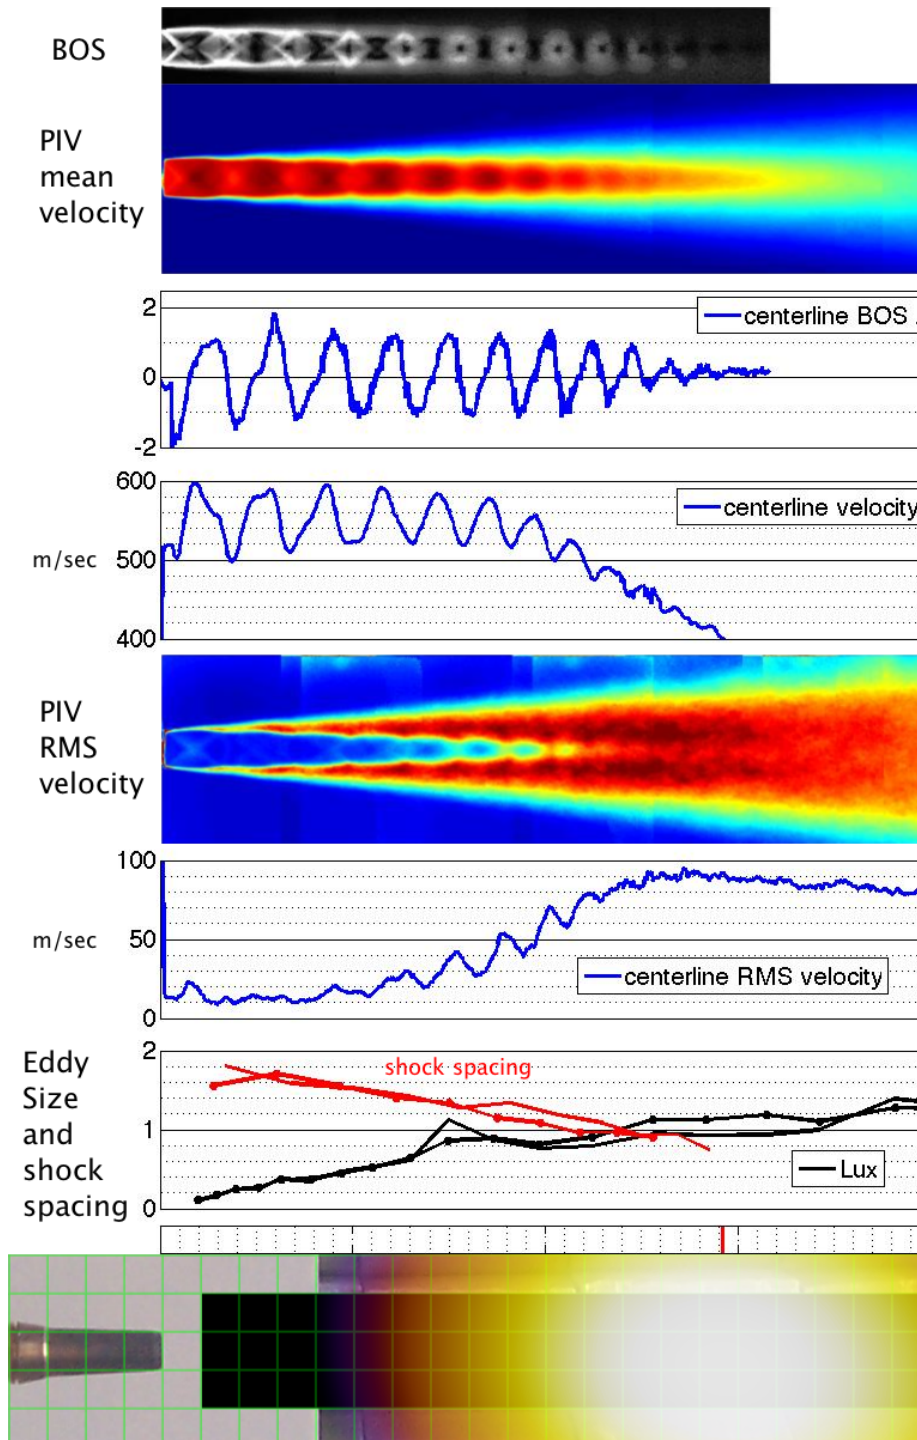 BOS
PIV
mean
velocity
2
0
-2
centerline BOS
600
500
400
m/sec
centerline velocity
PIV
RMS
velocity
100
50
0
m/sec
centerline RMS velocity
Eddy
Size
and
shock
spacing
2
1
0
shock spacing
Lux